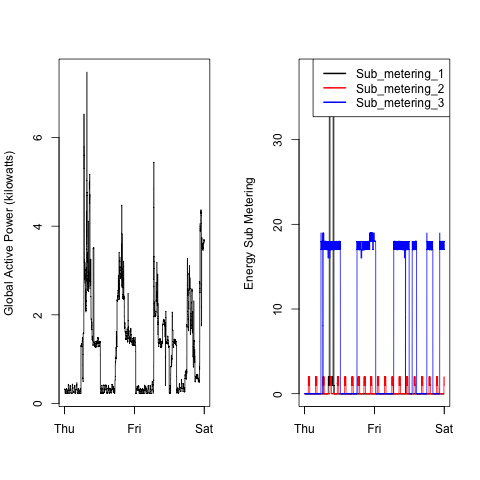 Global Active Power (kilowatts)
0
2
4
6
Thu
Fri
Sat
Energy Sub Metering
0
10
20
30
Thu
Fri
Sat
Sub_metering_1
Sub_metering_2
Sub_metering_3